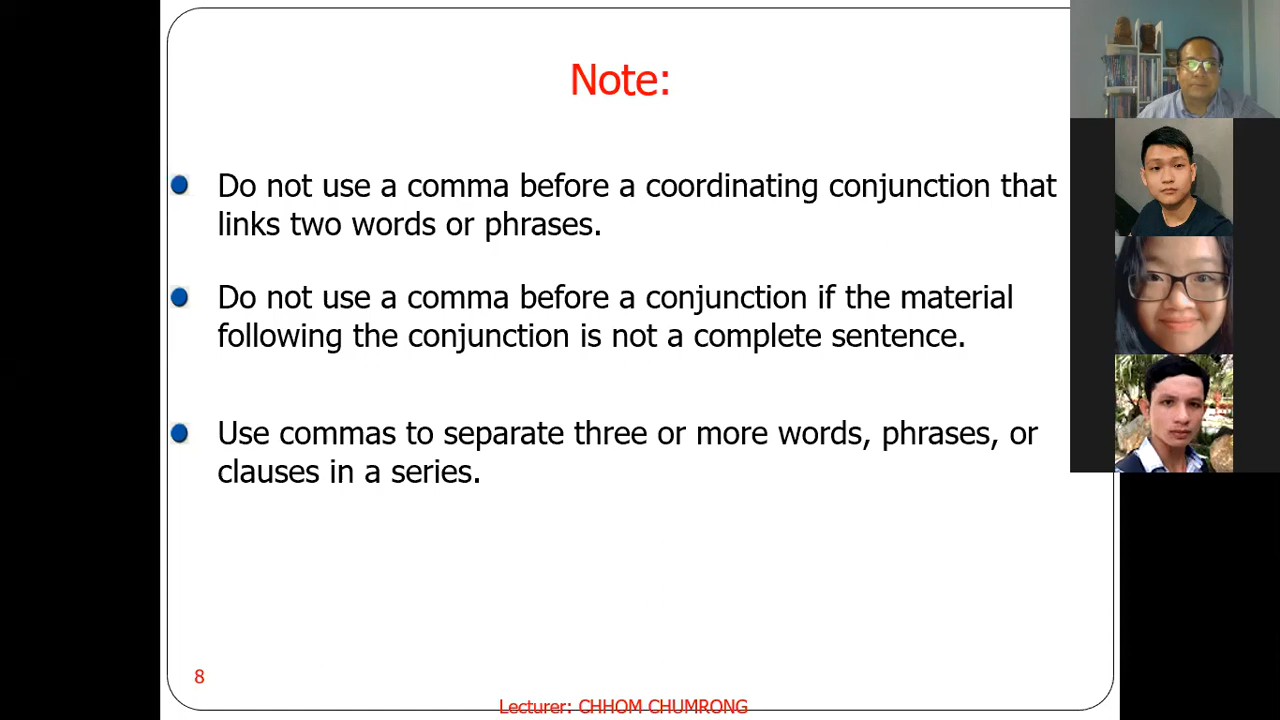 Note:
Do not use a comma before a coordinating conjunction that
links two words or phrases.
Do not use a comma before a conjunction if the material
following the conjunction is not a complete sentence.
Use commas to separate three or more words, phrases, or
clauses in a series.
8
Lecturer: CHHOM CHUMRONG